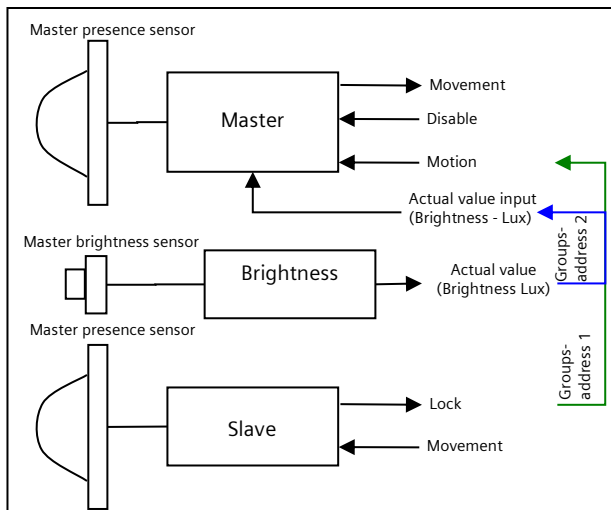 Master presence sensor
Master
Movement
Disable
Motion
Actual value input
(Brightness - Lux)
Groups-
address 2
Master brightness sensor
Brightness
Actual value
(Brightness Lux)
Master presence sensor
Groups-
address 1
Slave
Lock
Movement